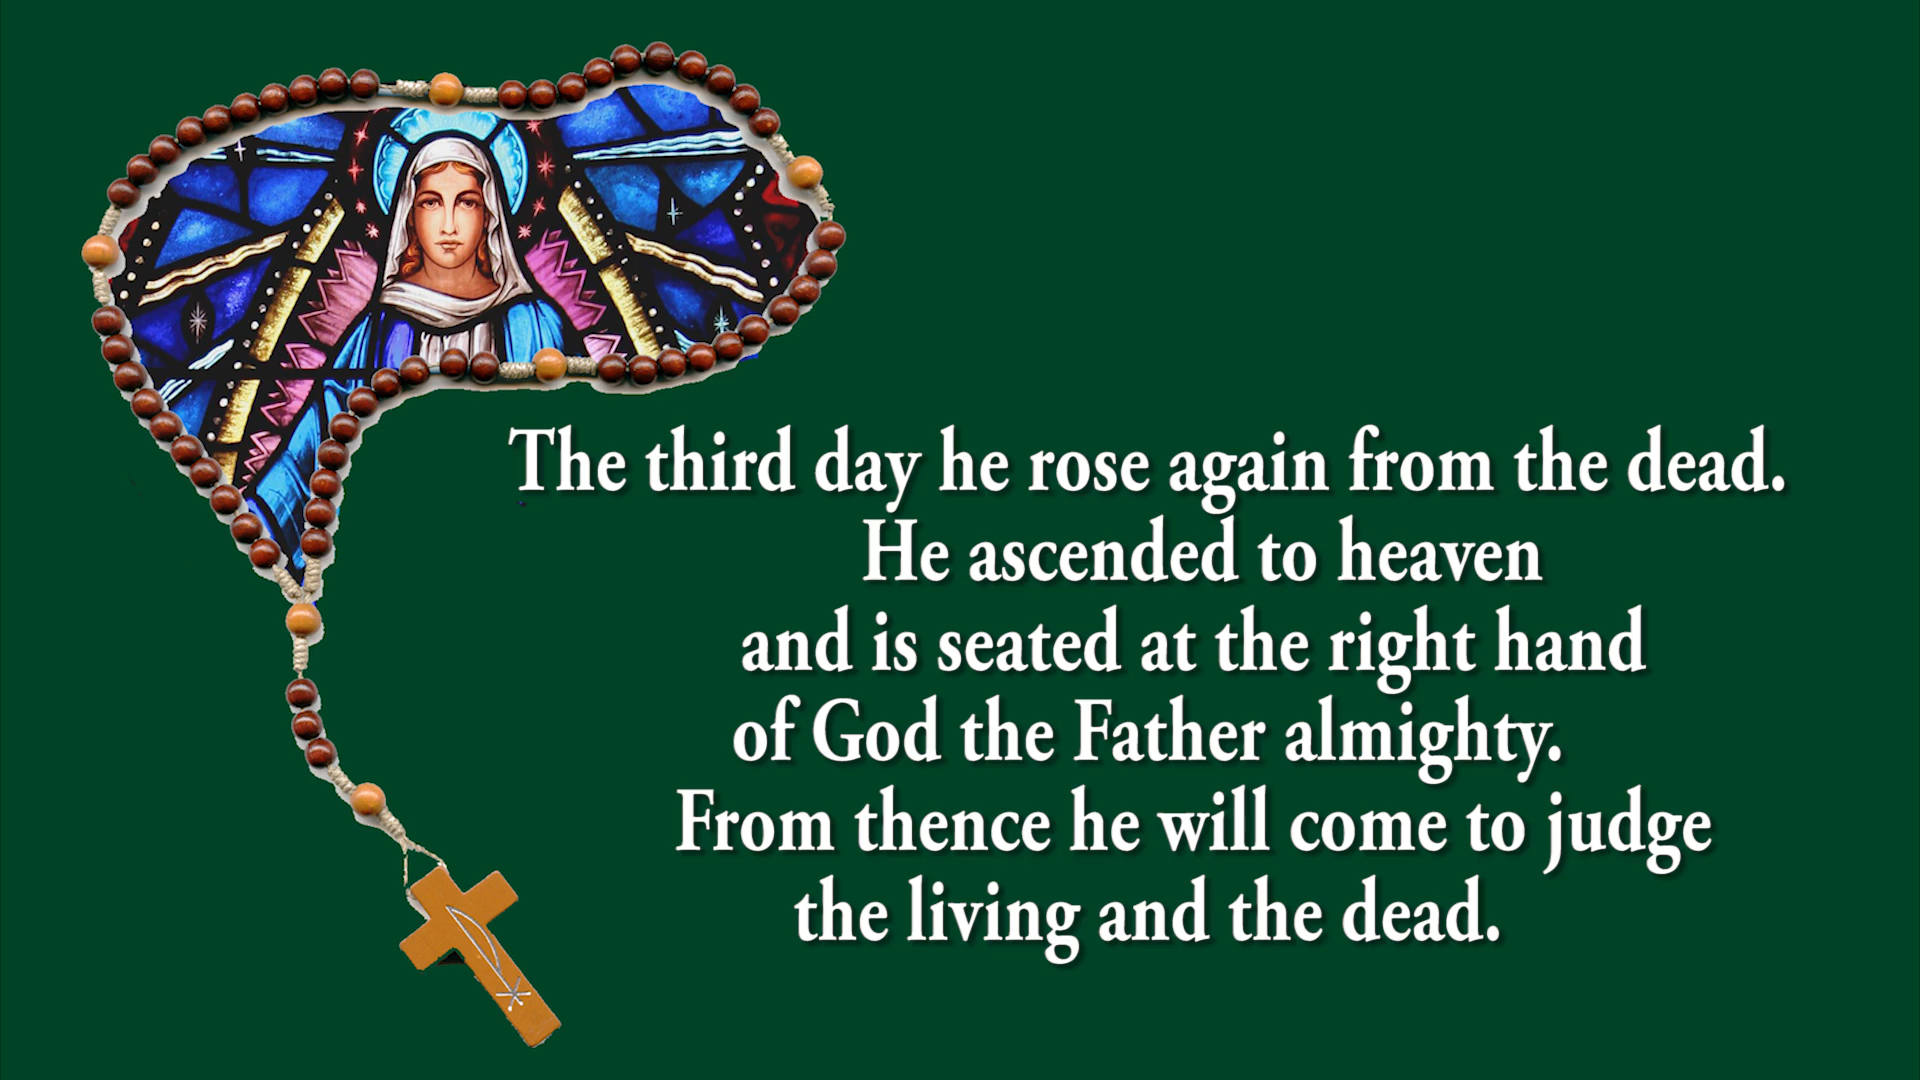 The third day he rose again from the dead.
He ascended to heaven
and is seated at the right hand
of God the Father almighty.
From thence he will come to judge
the living and the dead.